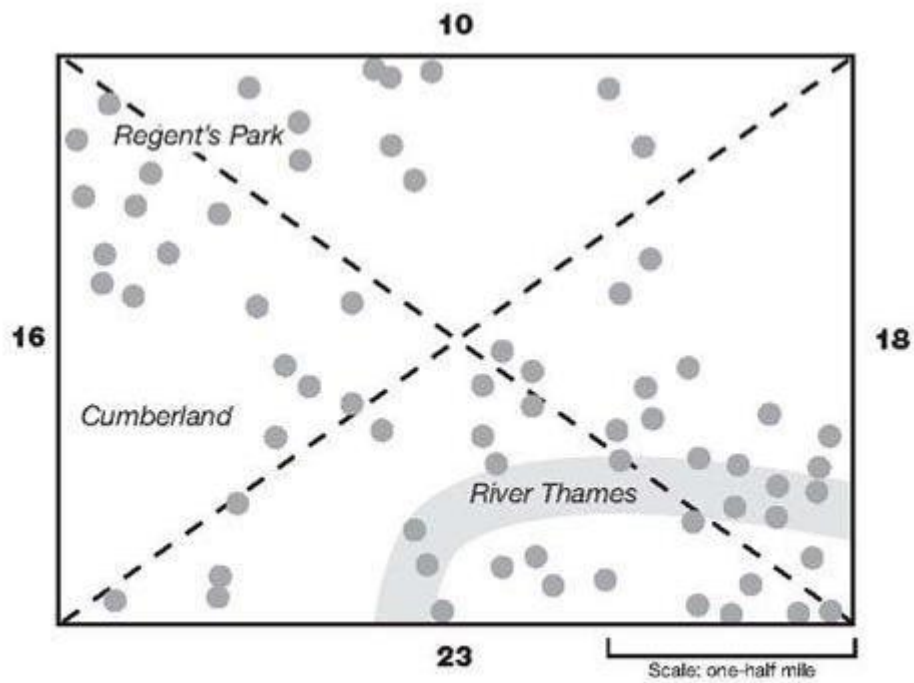 10
Regent's Park
16
18
Cumberland
River Thames
23
Scale: one-half mile